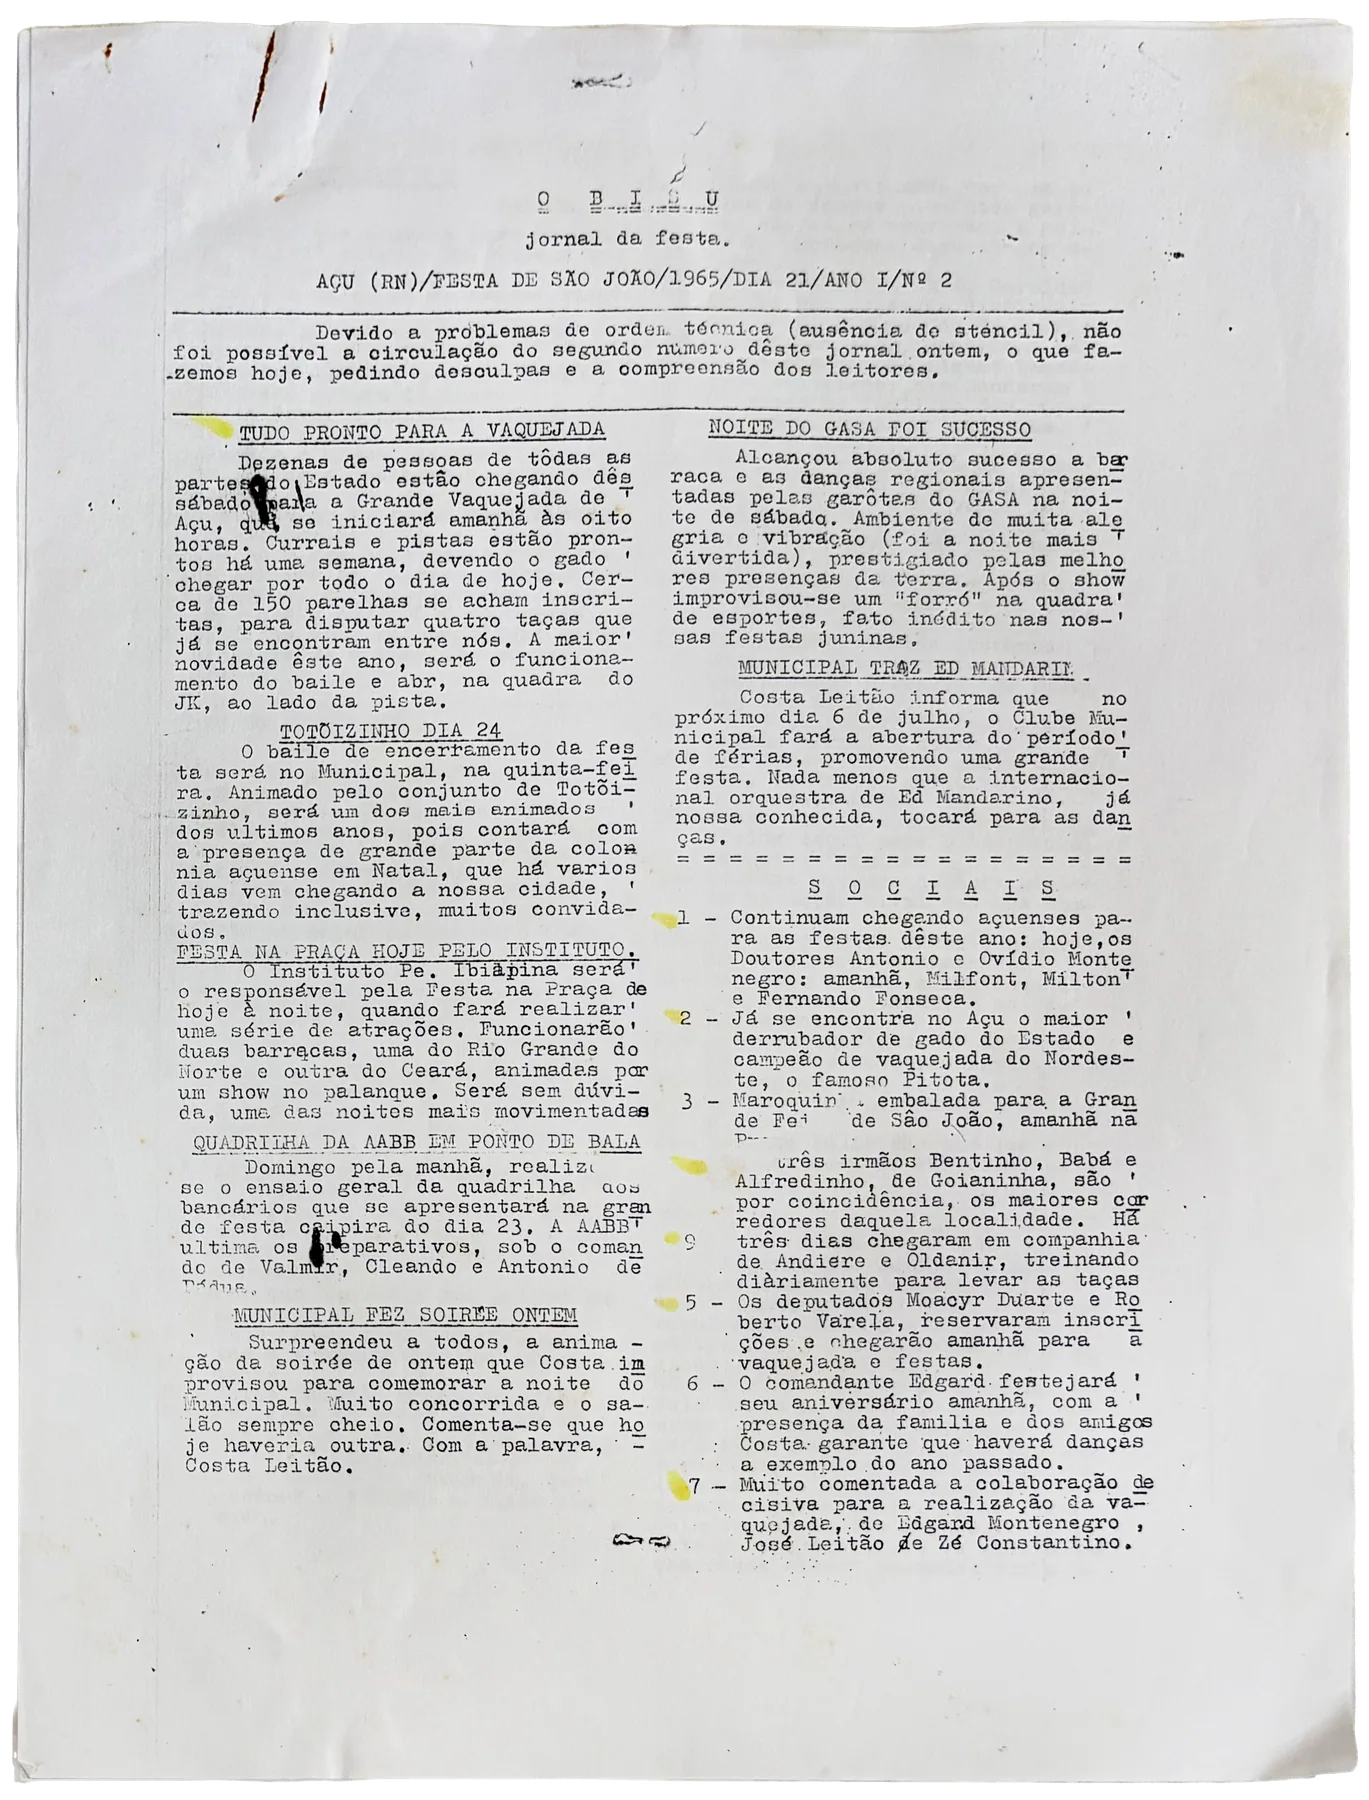 O B I S U
jornal da festa.
AÇU (RN)/FESTA DE SÃO JOÃO/1965/DIA 21/ANO I/Nº 2
Devido a problemas de ordem técnica (ausência de stencil), não
foi possível a circulação do segundo número dêste jornal ontem, o que fa-
zemos hoje, pedindo desculpas e a compreensão dos leitores.
TUDO PRONTO PARA A VAQUEJADA
Dezenas de pessoas de tôdas as
partes do Estado estão chegando dês
sábado para a Grande Vaquejada de '
Açu, que se iniciará amanhã às oito
horas. Currais e pistas estão pron-
tos há uma semana, devendo o gado '
chegar por todo o dia de hoje. Cer-
ca de 150 parelhas se acham inscri-
tas, para disputar quatro taças que
já se encontram entre nós. A maior '
novidade êste ano, será o funciona-
mento do baile e abr, na quadra do
JK, ao lado da pista.
TOTÕIZINHO DIA 24
O baile de encerramento da fes
ta será no Municipal, na quinta-fei
ra. Animado pelo conjunto de Totõi-
zinho, será um dos mais animados '
dos ultimos anos, pois contará com
a presença de grande parte da colon
nia açuense em Natal, que há varios
dias vem chegando a nossa cidade, '
trazendo inclusive, muitos convida-
dos.
FESTA NA PRAÇA HOJE PELO INSTITUTO.
O Instituto Pe. Ibiapina será '
o responsável pela Festa na Praça de
hoje à noite, quando fará realizar '
uma série de atrações. Funcionarão '
duas barracas, uma do Rio Grande do
Norte e outra do Ceará, animadas por
um show no palanque. Será sem dúvi-
da, uma das noites mais movimentadas
QUADRILHA DA AABB EM PONTO DE BALA
Domingo pela manhã,
se o ensaio geral da quadrilha dos
bancários que se apresentará na gran
de festa caipira do dia 23. A AABB '
ultima os preparativos, sob o coman
do de Valmir, Cleando e Antonio de
Pádua.
MUNICIPAL FEZ SOIRÉE ONTEM
Surpreendeu a todos, a anima -
ção da soirée de ontem que Costa im
provisou para comemorar a noite do
Municipal. Muito concorrida e o sa-
lão sempre cheio. Comenta-se que ho
je haveria outra. Com a palavra, -
Costa Leitão.
NOITE DO GASA FOI SUCESSO
Alcançou absoluto sucesso a bar
raca e as danças regionais apresen-
tadas pelas garôtas do GASA na noi-
te de sábado. Ambiente de muita ale
gria e vibração (foi a noite mais '
divertida), prestigiado pelas melho
res presenças da terra. Após o show
improvisou-se um "forró" na quadra '
de esportes, fato inédito nas nos- '
sas festas juninas.
MUNICIPAL TRAZ ED MANDARIN
Costa Leitão informa que no
próximo dia 6 de julho, o Clube Mu-
nicipal fará a abertura do período '
de férias, promovendo uma grande '
festa. Nada menos que a internacio-
nal orquestra de Ed Mandarino, já
nossa conhecida, tocará para as dan
ças.
= = = = = = = = = = = = = = = = = =
S O C I A I S
1 - Continuam chegando açuenses pa-
ra as festas dêste ano: hoje, os
Doutores Antonio e Ovídio Monte
negro: amanhã, Milfont, Milton '
e Fernando Fonseca.
2 - Já se encontra no Açu o maior '
derrubador de gado do Estado e
campeão de vaquejada do Nordes-
te, o famoso Pitota.
3 - embalada para a Gran
de de São João, amanhã na
três irmãos Bentinho, Babá e
Alfredinho, de Goianinha, são '
por coincidência, os maiores cor
redores daquela localidade. Há
9 três dias chegaram em companhia
de Andiere e Oldanir, treinando
diàriamente para levar as taças
5 - Os deputados Moacyr Duarte e Ro
berto Varela, reservaram inscri
ções e chegarão amanhã para a
vaquejada e festas.
6 - O comandante Edgard festejará '
seu aniversário amanhã, com a '
presença da familia e dos amigos
Costa garante que haverá danças
a exemplo do ano passado.
7 - Muito comentada a colaboração de
cisiva para a realização da va-
quejada, de Edgard Montenegro ,
José Leitão de Zé Constantino.